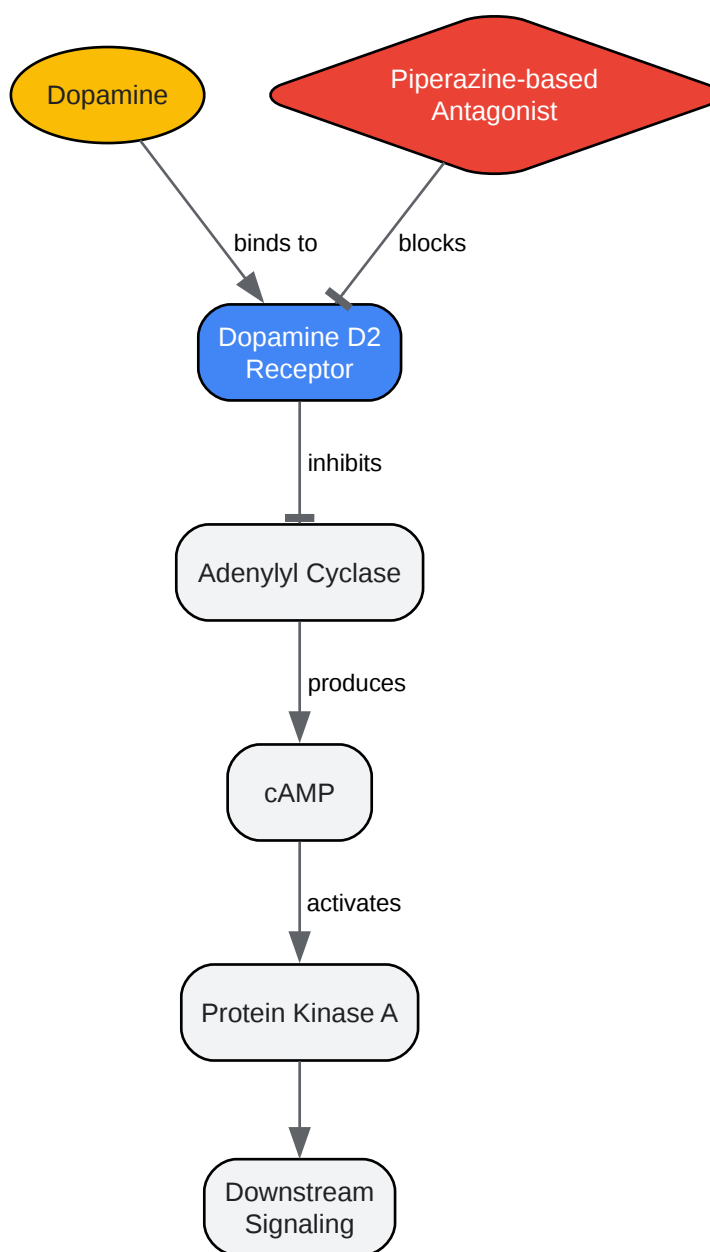 Dopamine
Piperazine-based
Antagonist
binds to
blocks
Dopamine D2
Receptor
inhibits
Adenylyl Cyclase
produces
cAMP
activates
Protein Kinase A
Downstream
Signaling